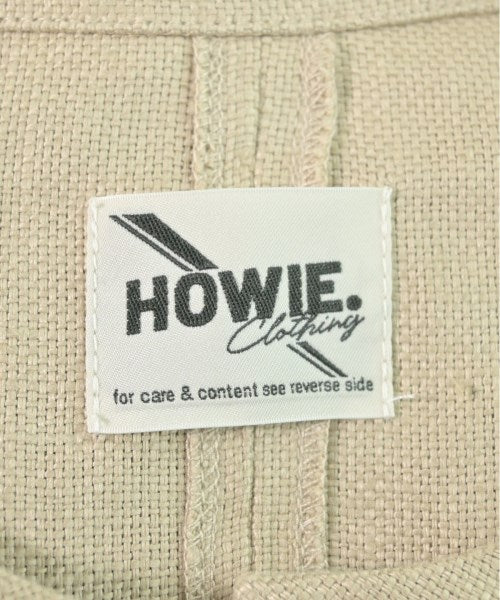 HOWIE.
Clothing
for care & content see reverse side